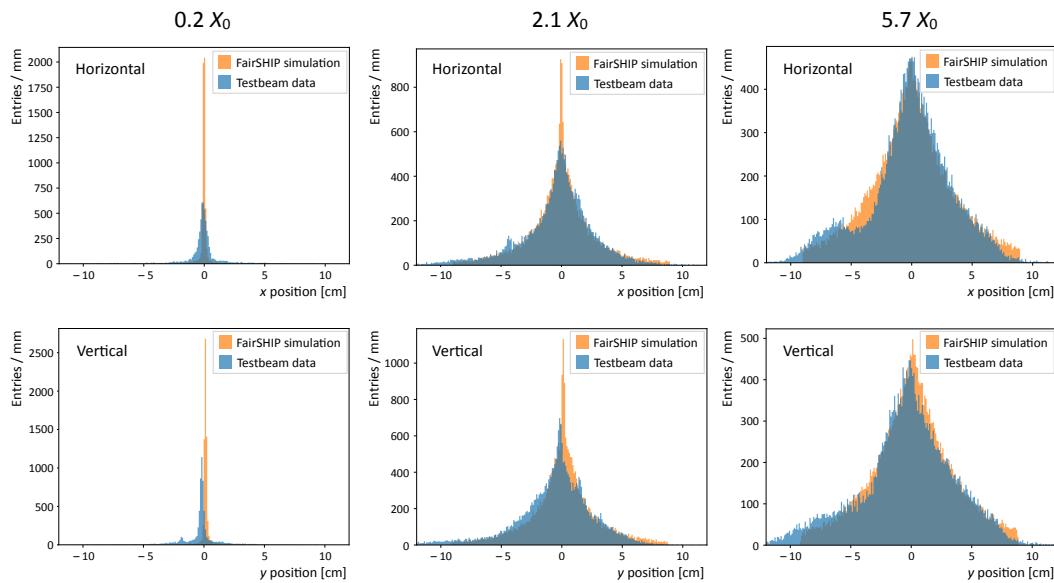 0.2 X₀
2.1 X₀
5.7 X₀
Entries / mm
Horizontal
FairSHIP simulation
Testbeam data
2000
1750
1500
1250
1000
750
500
250
0
−10
−5
0
5
10
x position [cm]
Entries / mm
Horizontal
FairSHIP simulation
Testbeam data
800
600
400
200
0
−10
−5
0
5
10
x position [cm]
Entries / mm
Horizontal
FairSHIP simulation
Testbeam data
400
300
200
100
0
−10
−5
0
5
10
x position [cm]
Entries / mm
Vertical
FairSHIP simulation
Testbeam data
2500
2000
1500
1000
500
0
−10
−5
0
5
10
y position [cm]
Entries / mm
Vertical
FairSHIP simulation
Testbeam data
1000
800
600
400
200
0
−10
−5
0
5
10
y position [cm]
Entries / mm
Vertical
FairSHIP simulation
Testbeam data
500
400
300
200
100
0
−10
−5
0
5
10
y position [cm]